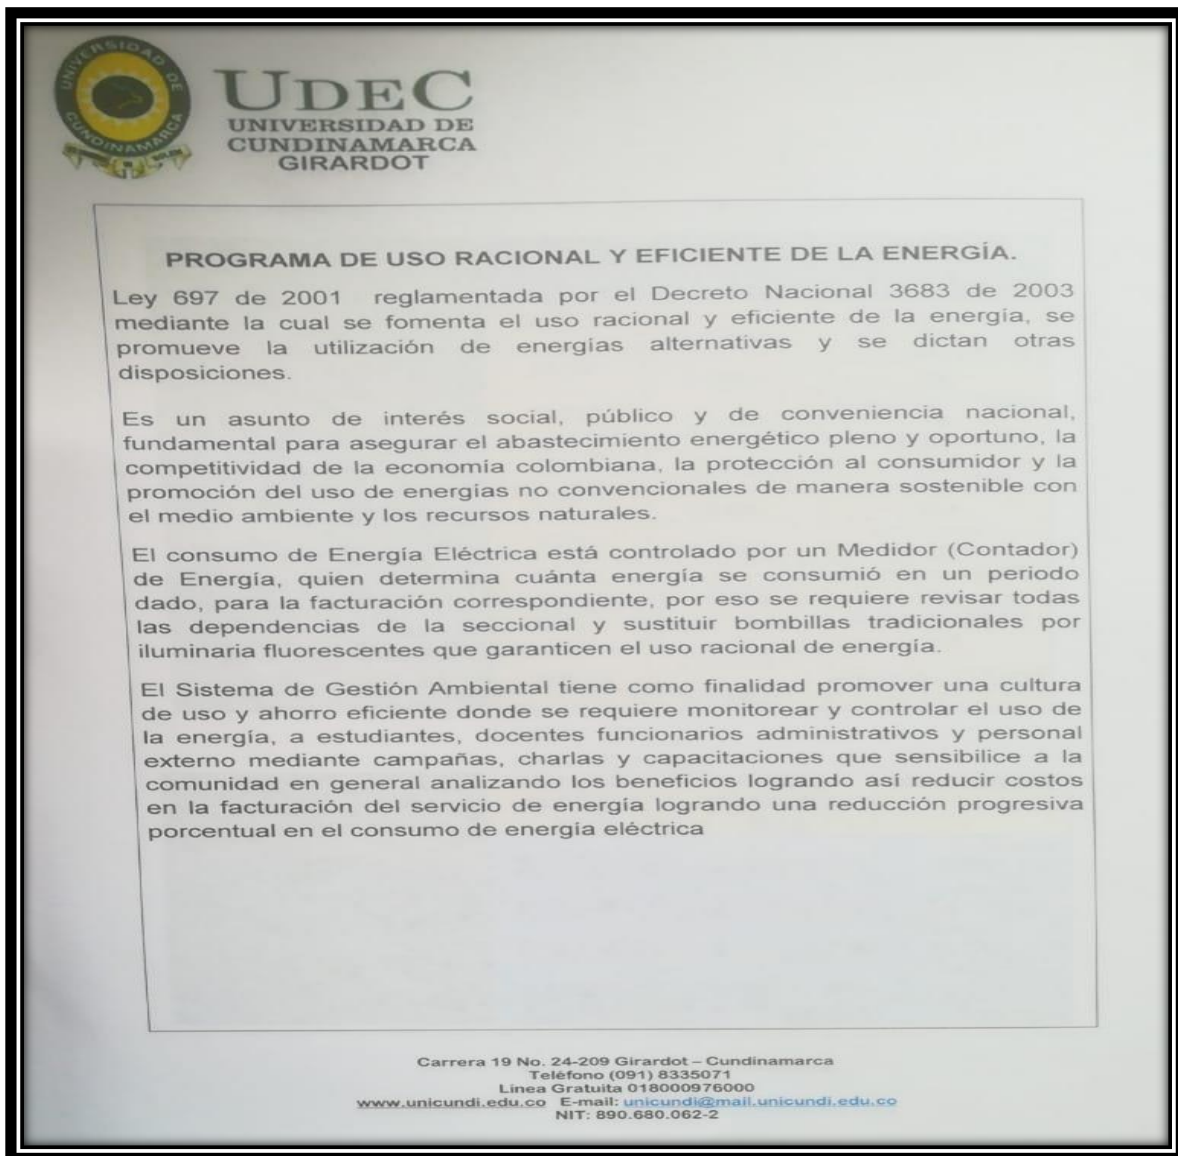 UNIVERSIDAD DE
CUNDINAMARCA
UDEC
UNIVERSIDAD DE
CUNDINAMARCA
GIRARDOT
PROGRAMA DE USO RACIONAL Y EFICIENTE DE LA ENERGÍA.
Ley 697 de 2001 reglamentada por el Decreto Nacional 3683 de 2003
mediante la cual se fomenta el uso racional y eficiente de la energía, se
promueve la utilización de energías alternativas y se dictan otras
disposiciones.
Es un asunto de interés social, público y de conveniencia nacional,
fundamental para asegurar el abastecimiento energético pleno y oportuno, la
competitividad de la economía colombiana, la protección al consumidor y la
promoción del uso de energías no convencionales de manera sostenible con
el medio ambiente y los recursos naturales.
El consumo de Energía Eléctrica está controlado por un Medidor (Contador)
de Energía, quien determina cuánta energía se consumió en un periodo
dado, para la facturación correspondiente, por eso se requiere revisar todas
las dependencias de la seccional y sustituir bombillas tradicionales por
iluminaria fluorescentes que garanticen el uso racional de energía.
El Sistema de Gestión Ambiental tiene como finalidad promover una cultura
de uso y ahorro eficiente donde se requiere monitorear y controlar el uso de
la energía, a estudiantes, docentes funcionarios administrativos y personal
externo mediante campañas, charlas y capacitaciones que sensibilice a la
comunidad en general analizando los beneficios logrando así reducir costos
en la facturación del servicio de energía logrando una reducción progresiva
porcentual en el consumo de energía eléctrica
Carrera 19 No. 24-209 Girardot – Cundinamarca
Teléfono (091) 8335071
Linea Gratuita 018000976000
www.unicundi.edu.co E-mail: unicundi@mail.unicundi.edu.co
NIT: 890.680.062-2